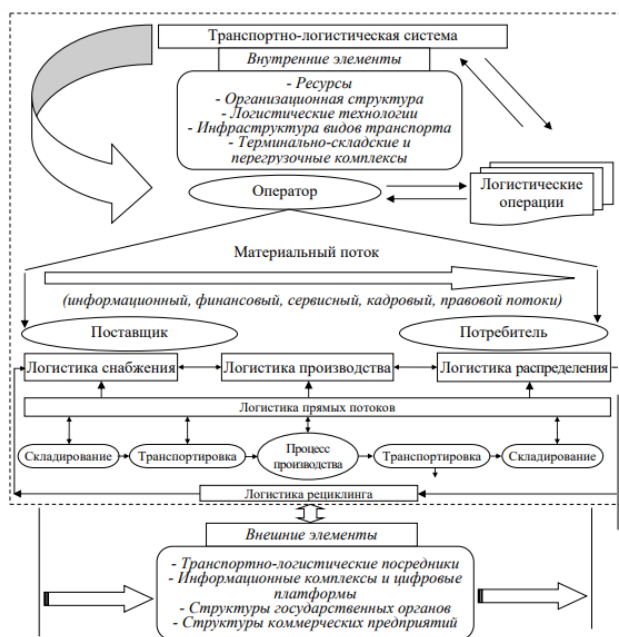 Транспортно-логистическая система
Внутренние элементы
- Ресурсы
- Организационная структура
- Логистические технологии
- Инфраструктура видов транспорта
- Терминально-складские и
перегрузочные комплексы
Оператор
Логистические
операции
Материальный поток
(информационный, финансовый, сервисный, кадровый, правовой потоки)
Поставщик
Потребитель
Логистика снабжения
Логистика производства
Логистика распределения
Логистика прямых потоков
Складирование
Транспортировка
Процесс
производства
Транспортировка
Складирование
Логистика рециклинга
Внешние элементы
- Транспортно-логистические посредники
- Информационные комплексы и цифровые
платформы
- Структуры государственных органов
- Структуры коммерческих предприятий